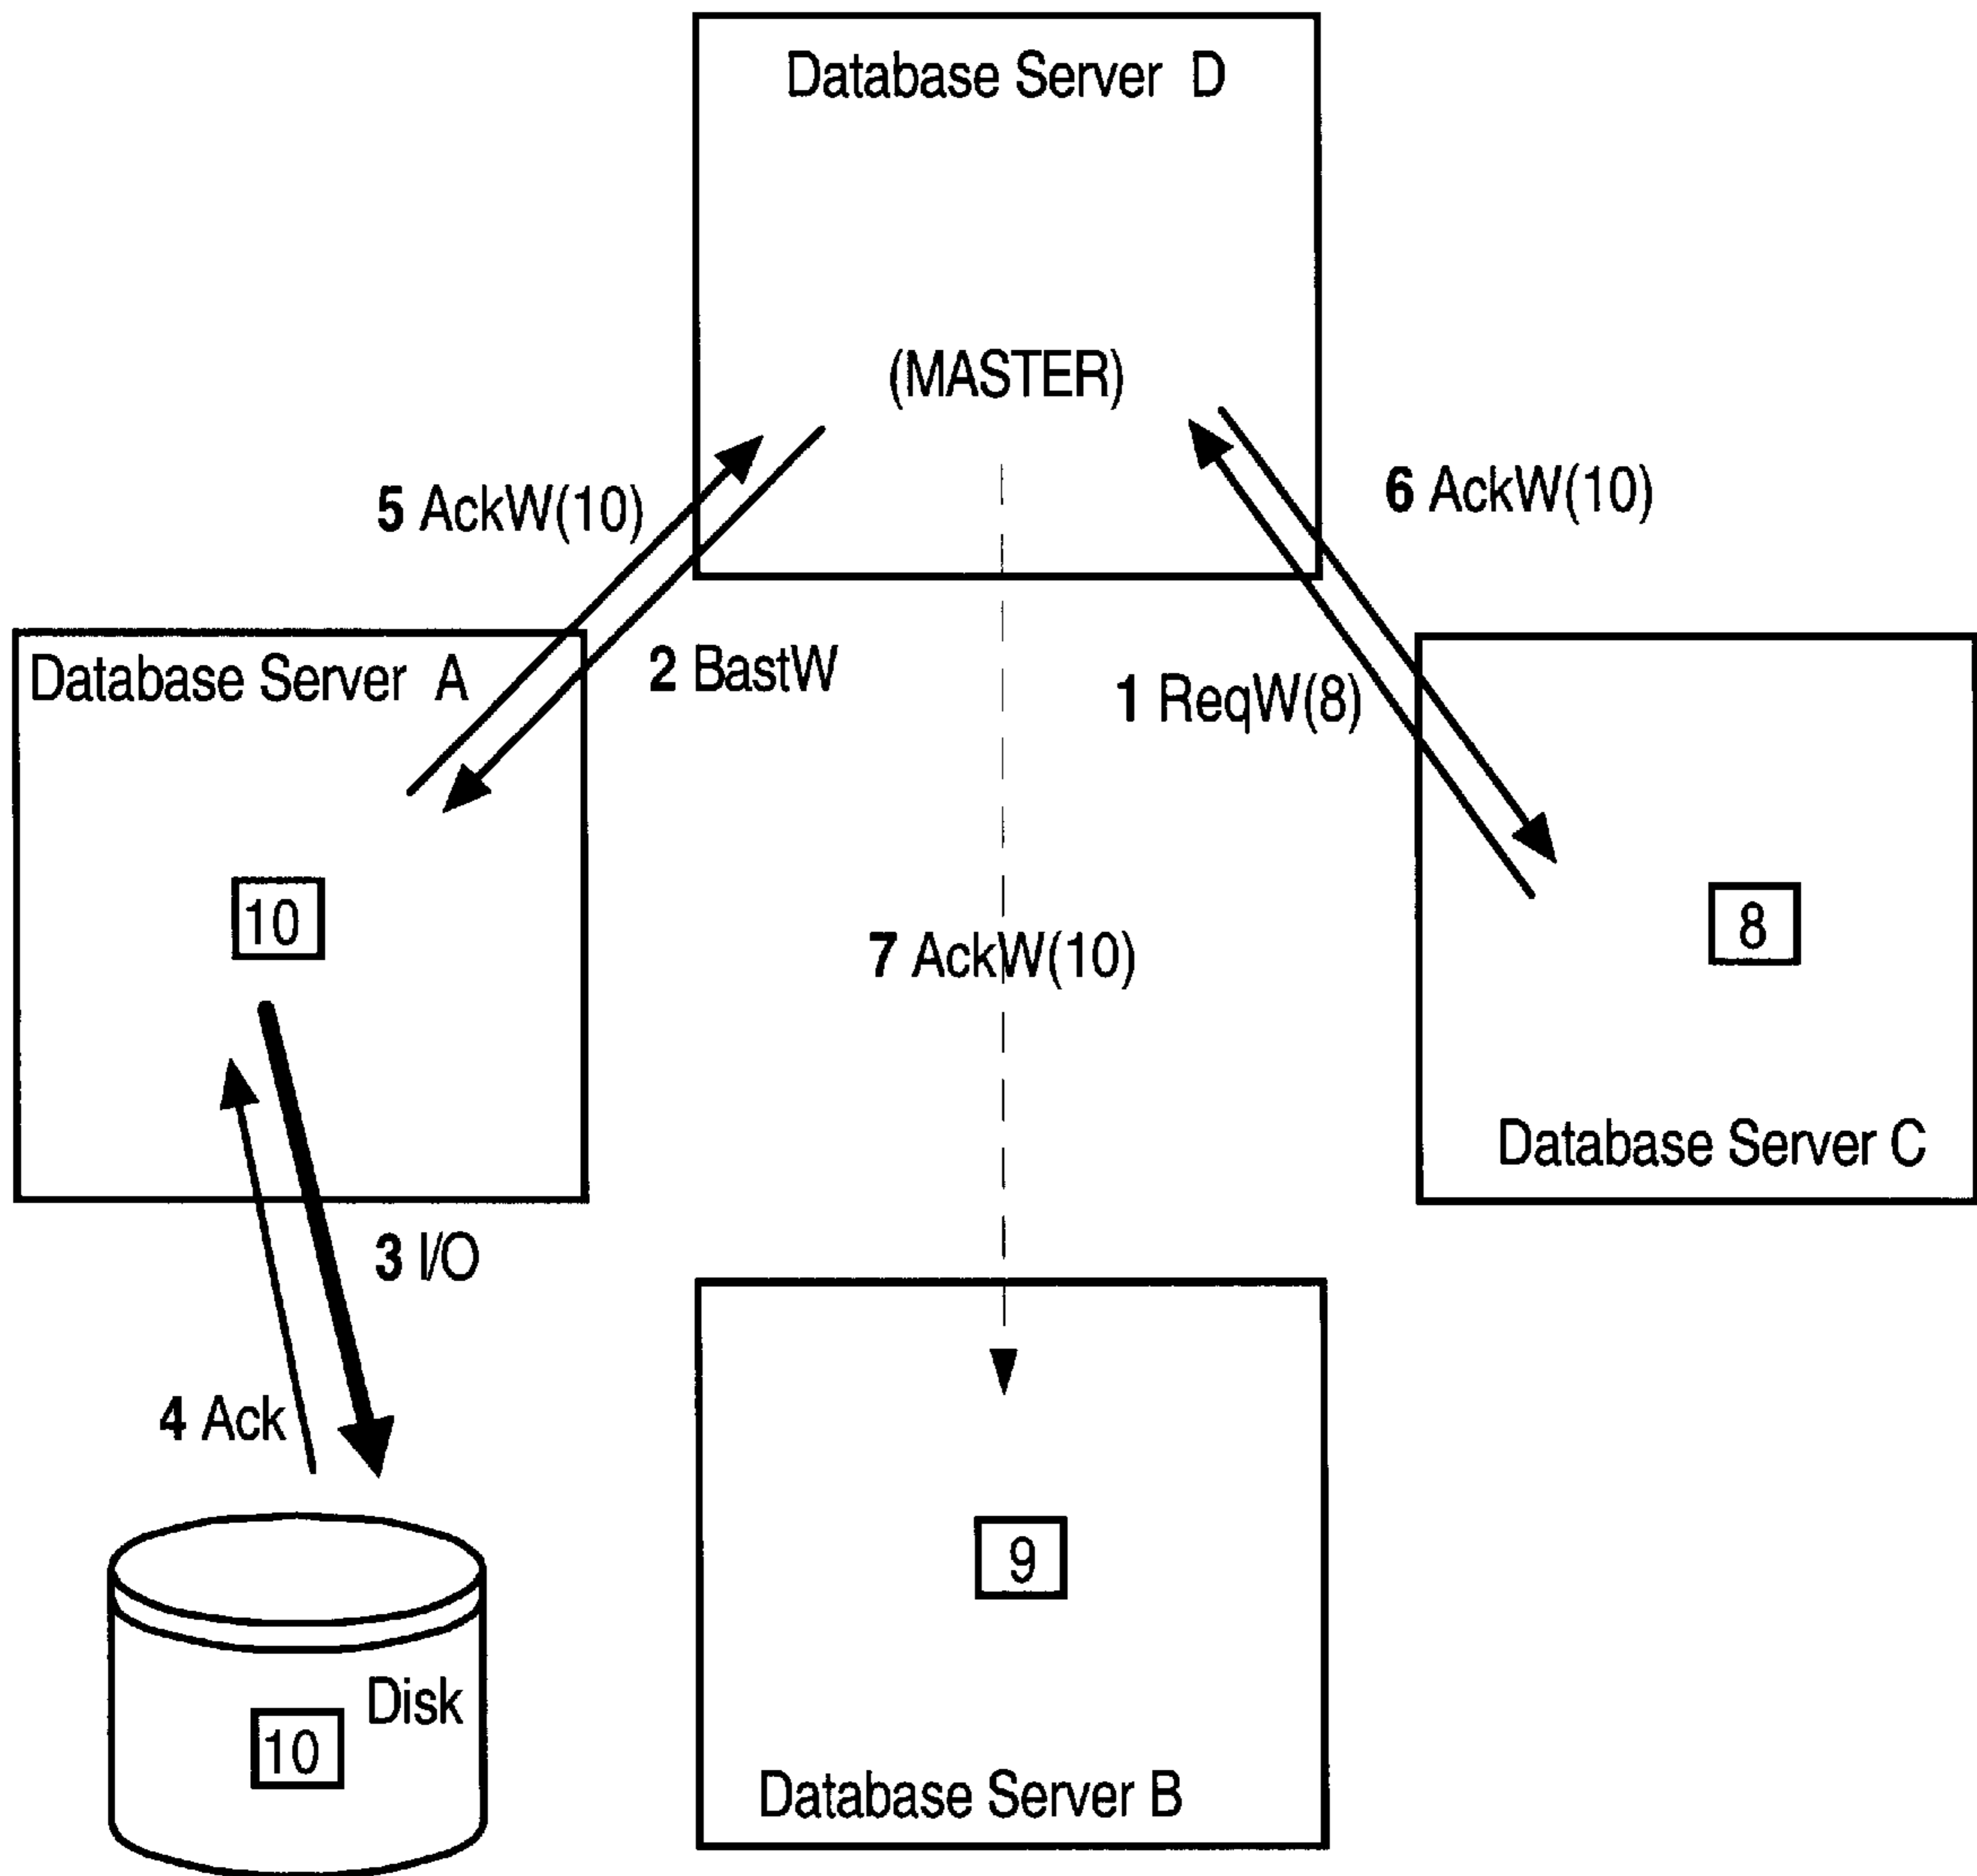 Database Server D
(MASTER)
5 AckW(10)
6 AckW(10)
Database Server A
2 BastW
1 ReqW(8)
10
8
7 AckW(10)
Database Server C
3 I/O
4 Ack
9
Disk
10
Database Server B